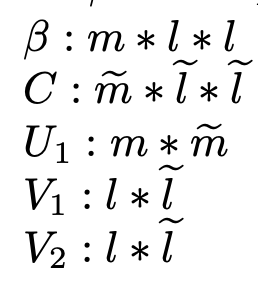 β : m ∗ l ∗ l
C : m̃ ∗ l̃ ∗ l̃
U₁ : m ∗ m̃
V₁ : l ∗ l̃
V₂ : l ∗ l̃